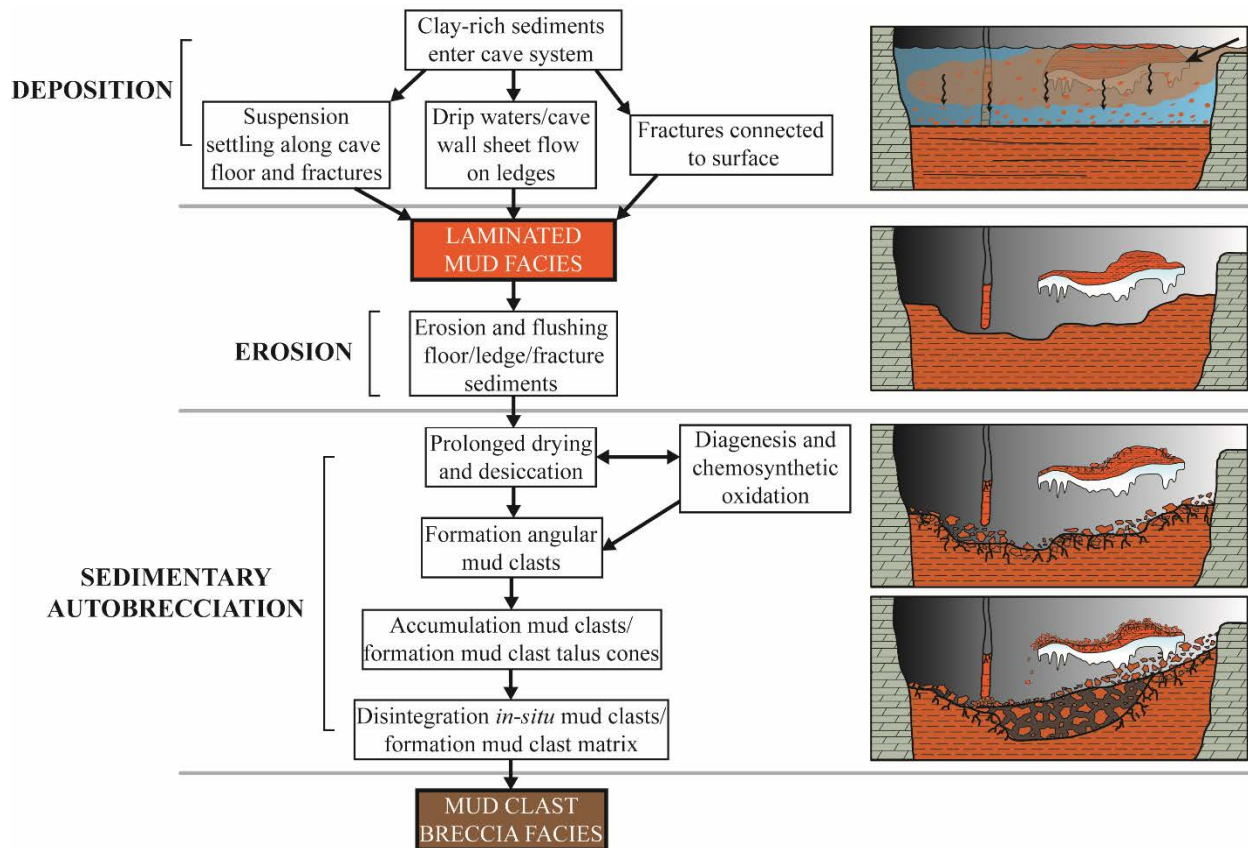 Clay-rich sediments
enter cave system
DEPOSITION
Suspension
settling along cave
floor and fractures
Drip waters/cave
wall sheet flow
on ledges
Fractures connected
to surface
LAMINATED
MUD FACIES
EROSION
Erosion and flushing
floor/ledge/fracture
sediments
Prolonged drying
and desiccation
Diagenesis and
chemosynthetic
oxidation
Formation angular
mud clasts
SEDIMENTARY
AUTOBRECCIATION
Accumulation mud clasts/
formation mud clast talus cones
Disintegration in-situ mud clasts/
formation mud clast matrix
MUD CLAST
BRECCIA FACIES